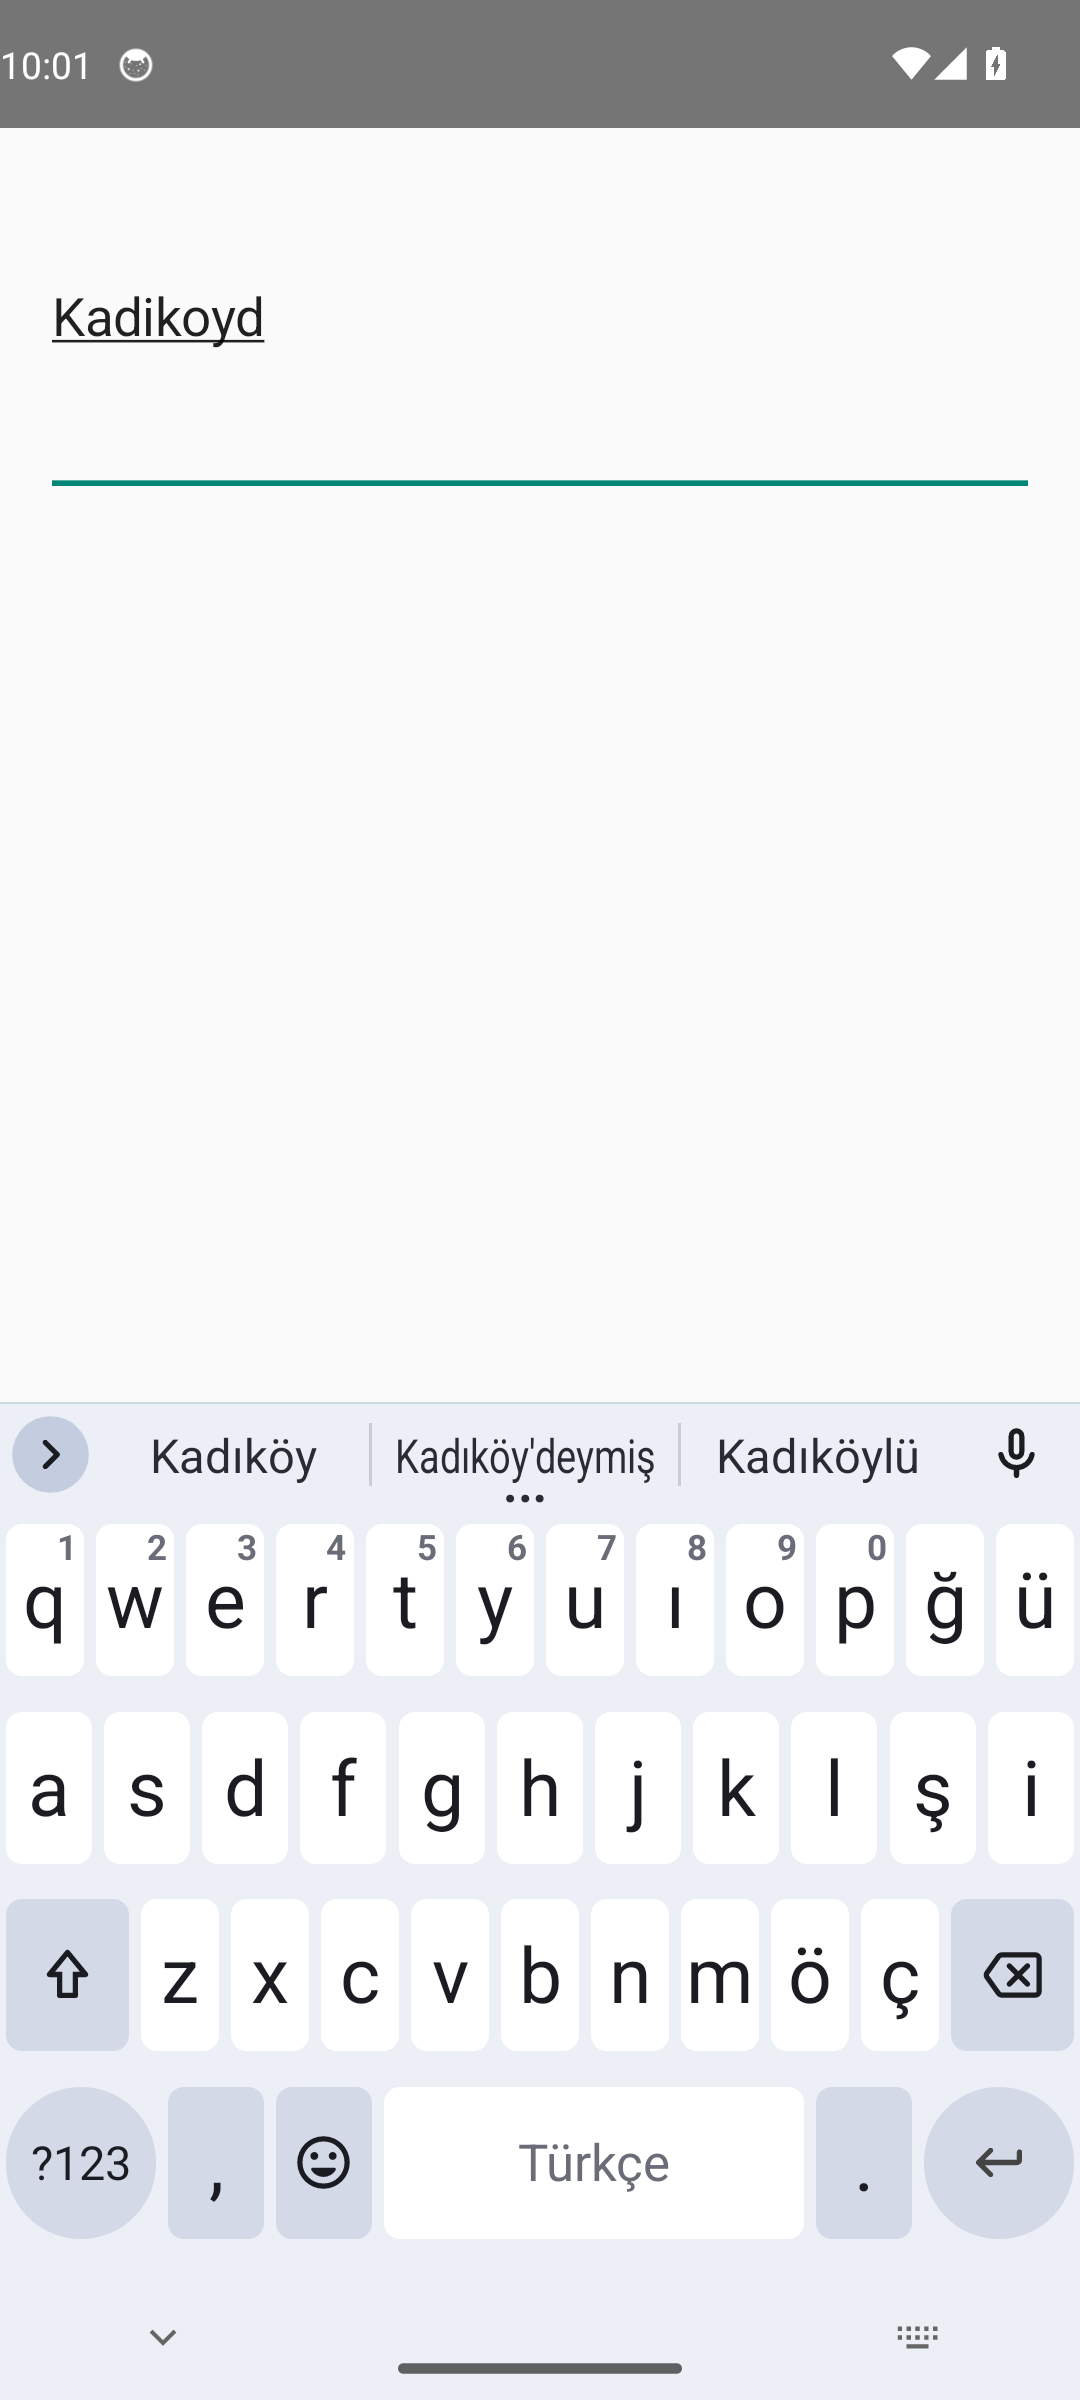 10:01
Kadikoyd
Kadıköy Kadıköy'deymiş Kadıköylü
1 2 3 4 5 6 7 8 9 0
q w e r t y u ı o p ğ ü
a s d f g h j k l ş i
z x c v b n m ö ç
?123 , Türkçe .